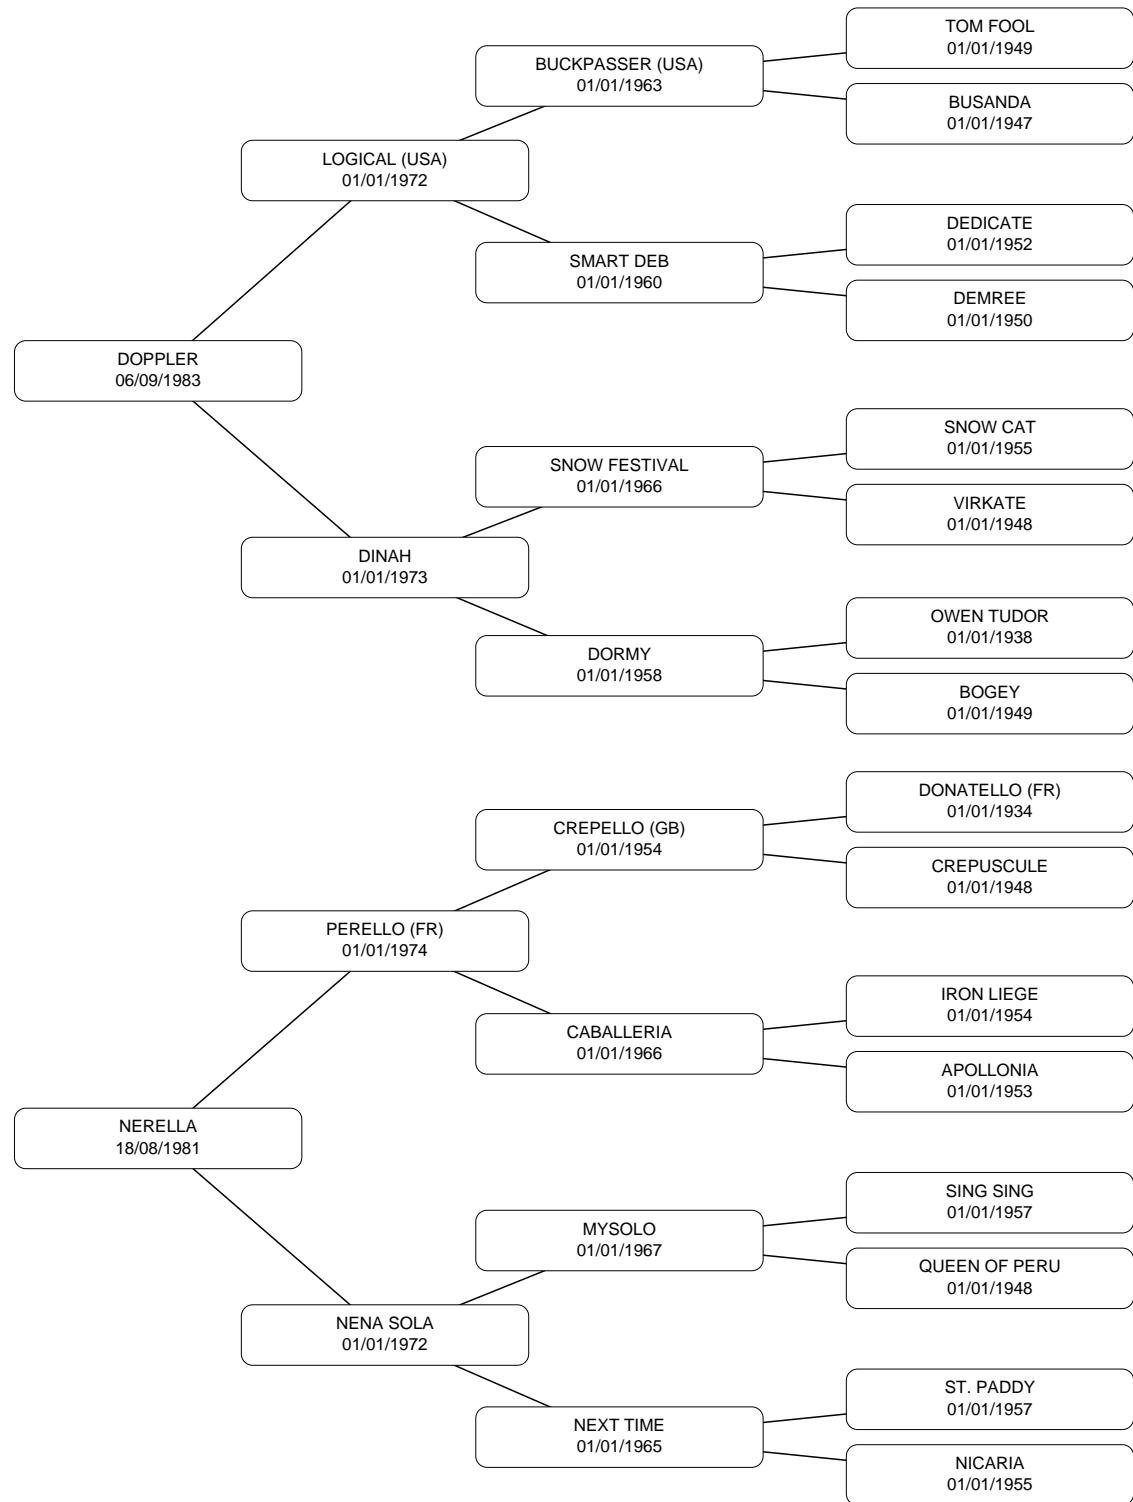 TOM FOOL
01/01/1949
BUCKPASSER (USA)
01/01/1963
BUSANDA
01/01/1947
LOGICAL (USA)
01/01/1972
DEDICATE
01/01/1952
SMART DEB
01/01/1960
DEMREE
01/01/1950
DOPPLER
06/09/1983
SNOW CAT
01/01/1955
SNOW FESTIVAL
01/01/1966
VIRKATE
01/01/1948
DINAH
01/01/1973
OWEN TUDOR
01/01/1938
DORMY
01/01/1958
BOGEY
01/01/1949
DONATELLO (FR)
01/01/1934
CREPELLO (GB)
01/01/1954
CREPUSCULE
01/01/1948
PERELLO (FR)
01/01/1974
IRON LIEGE
01/01/1954
CABALLERIA
01/01/1966
APOLLONIA
01/01/1953
NERELLA
18/08/1981
SING SING
01/01/1957
MYSOLO
01/01/1967
QUEEN OF PERU
01/01/1948
NENA SOLA
01/01/1972
ST. PADDY
01/01/1957
NEXT TIME
01/01/1965
NICARIA
01/01/1955